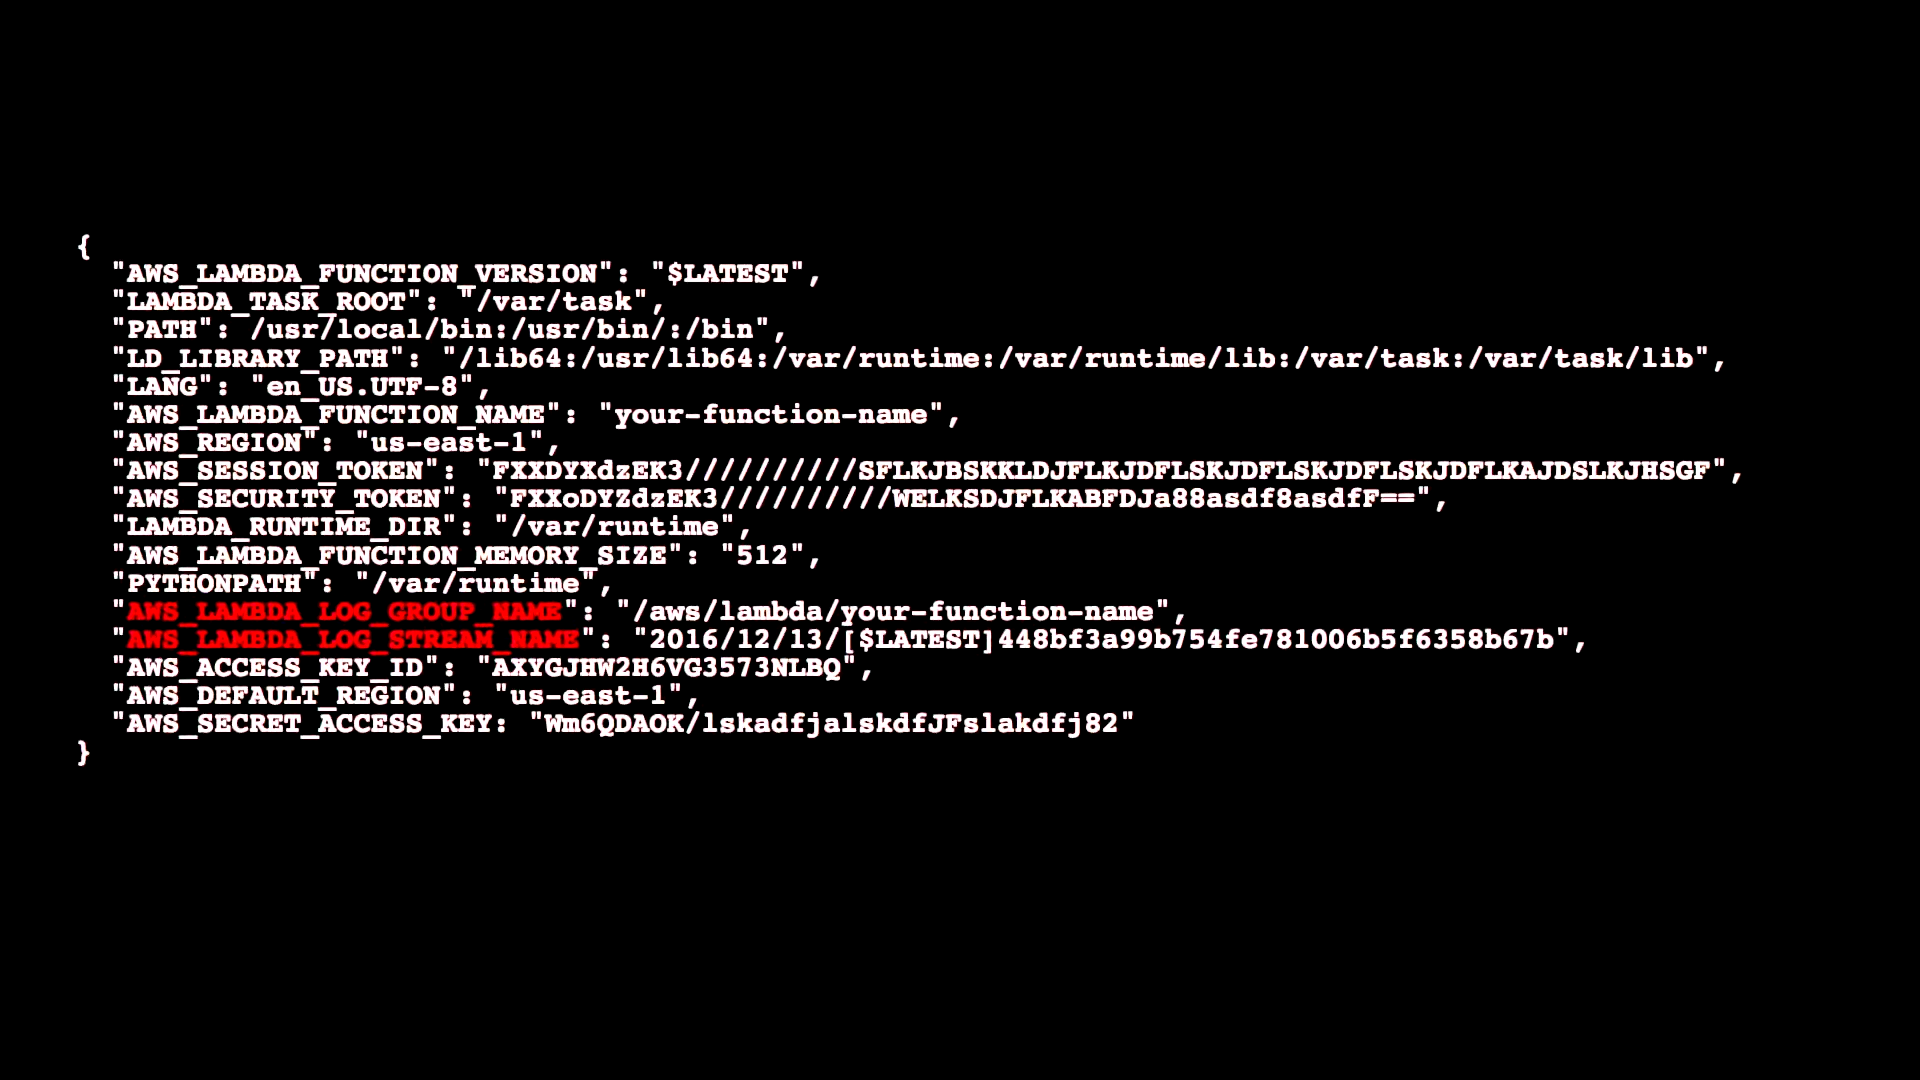 {
"AWS_LAMBDA_FUNCTION_VERSION": "$LATEST",
"LAMBDA_TASK_ROOT": "/var/task",
"PATH": /usr/local/bin:/usr/bin/:/bin",
"LD_LIBRARY_PATH": "/lib64:/usr/lib64:/var/runtime:/var/runtime/lib:/var/task:/var/task/lib",
"LANG": "en_US.UTF-8",
"AWS_LAMBDA_FUNCTION_NAME": "your-function-name",
"AWS_REGION": "us-east-1",
"AWS_SESSION_TOKEN": "FXXDYXdzEK3//////////SFLKJBSKKLDJFLKJDFLSKJDFLSKJDFLSKJDFLKAJDSLKJHSGF",
"AWS_SECURITY_TOKEN": "FXXoDYZdzEK3//////////WELKSDJFLKABFDJa88asdf8asdfF==",
"LAMBDA_RUNTIME_DIR": "/var/runtime",
"AWS_LAMBDA_FUNCTION_MEMORY_SIZE": "512",
"PYTHONPATH": "/var/runtime",
"AWS_LAMBDA_LOG_GROUP_NAME": "/aws/lambda/your-function-name",
"AWS_LAMBDA_LOG_STREAM_NAME": "2016/12/13/[$LATEST]448bf3a99b754fe781006b5f6358b67b",
"AWS_ACCESS_KEY_ID": "AXYGJHW2H6VG3573NLBQ",
"AWS_DEFAULT_REGION": "us-east-1",
"AWS_SECRET_ACCESS_KEY: "Wm6QDAOK/lskadfjalskdfJFslakdfj82"
}